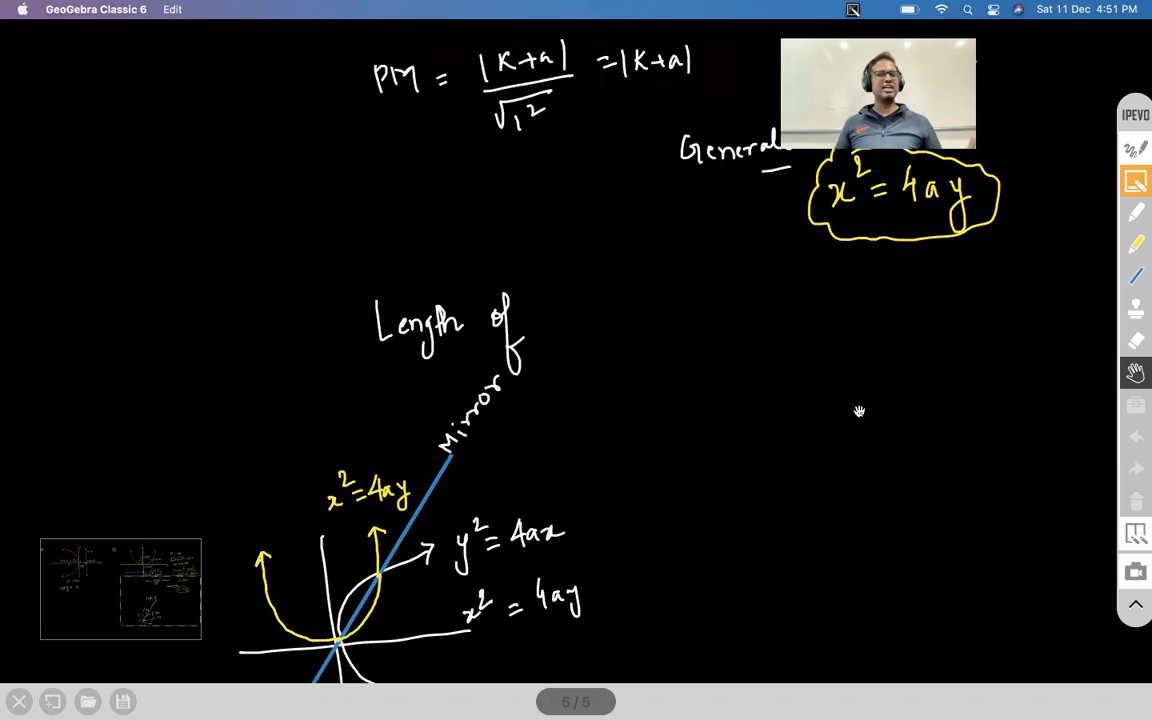 GeoGebra Classic 6 Edit Sat 11 Dec 4:51 PM
PM = |K+a| / √1² = |K+a|
IPEVO
General
x² = 4ay
Length of
Mirror
x² = 4ay
y² = 4ax
x² = 4ay
5 / 5